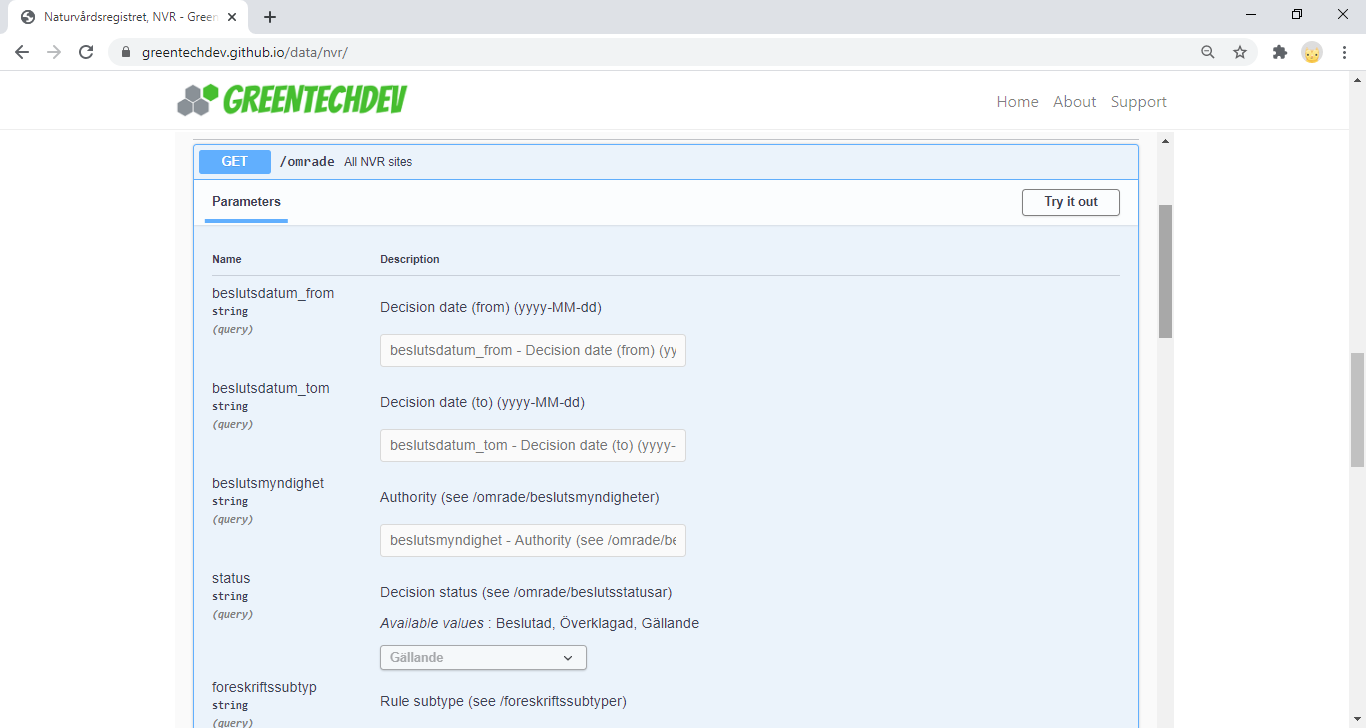 Naturvårdsregistret, NVR - Green
greentechdev.github.io/data/nvr/
GREENTECHDEV
Home About Support
GET /omrade All NVR sites
Parameters
Try it out
Name Description
beslutsdatum_from
string
(query)
Decision date (from) (yyyy-MM-dd)
beslutsdatum_from - Decision date (from) (yy
beslutsdatum_tom
string
(query)
Decision date (to) (yyyy-MM-dd)
beslutsdatum_tom - Decision date (to) (yyyy-
beslutsmyndighet
string
(query)
Authority (see /omrade/beslutsmyndigheter)
beslutsmyndighet - Authority (see /omrade/be
status
string
(query)
Decision status (see /omrade/beslutsstatusar)
Available values : Beslutad, Överklagad, Gällande
Gällande
foreskriftssubtyp
string
(query)
Rule subtype (see /foreskriftssubtyper)